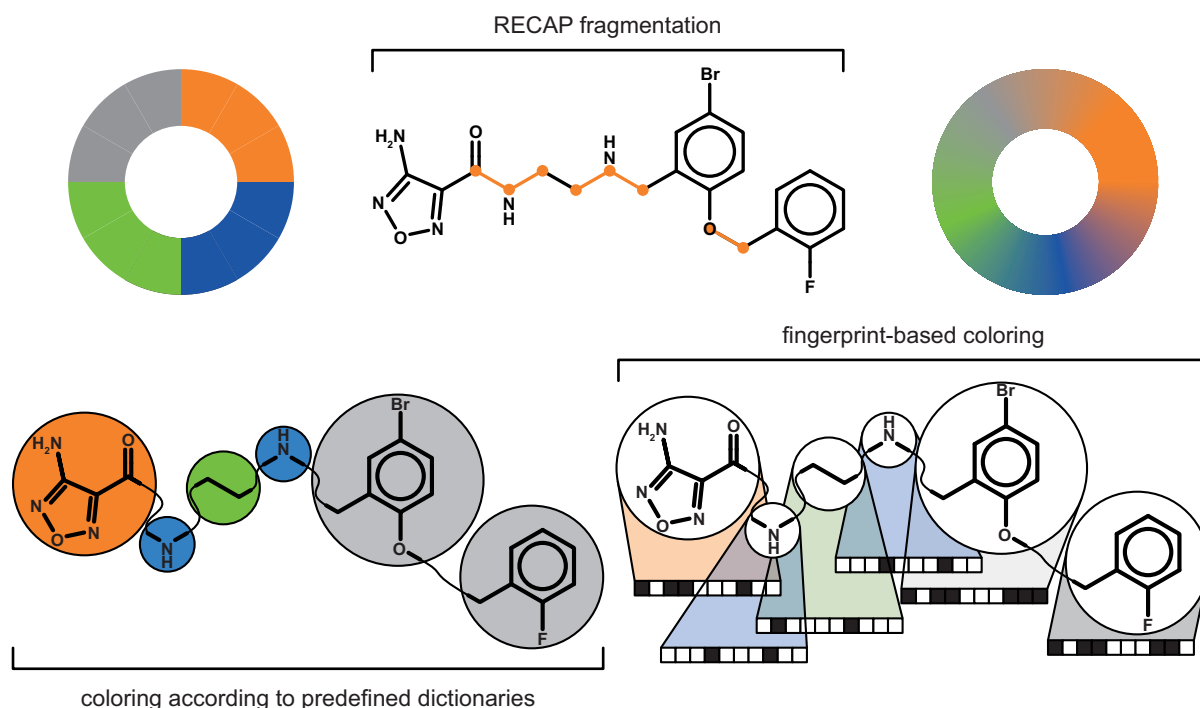 RECAP fragmentation
Br
H2N
O
H
N
N
H
N
O
N
O
F
fingerprint-based coloring
Br
H2N
O
H
N
N
O
N
N
H
O
F
Br
H2N
O
H
N
N
O
N
N
H
O
F
coloring according to predefined dictionaries